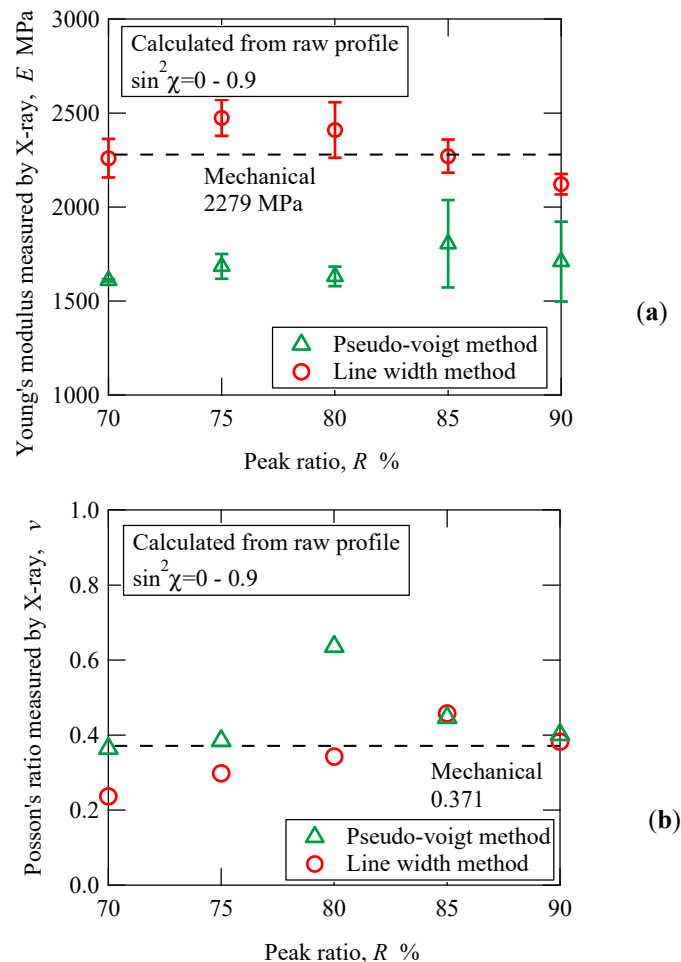 3000
Calculated from raw profile
sin²χ=0 - 0.9
2500
Mechanical
2279 MPa
2000
1500
Pseudo-voigt method
Line width method
1000
70 75 80 85 90
Peak ratio, R %
Young's modulus measured by X-ray, E MPa
(a)
1.0
Calculated from raw profile
sin²χ=0 - 0.9
0.8
0.6
0.4
Mechanical
0.371
0.2
Pseudo-voigt method
Line width method
0.0
70 75 80 85 90
Peak ratio, R %
Posson's ratio measured by X-ray, ν
(b)